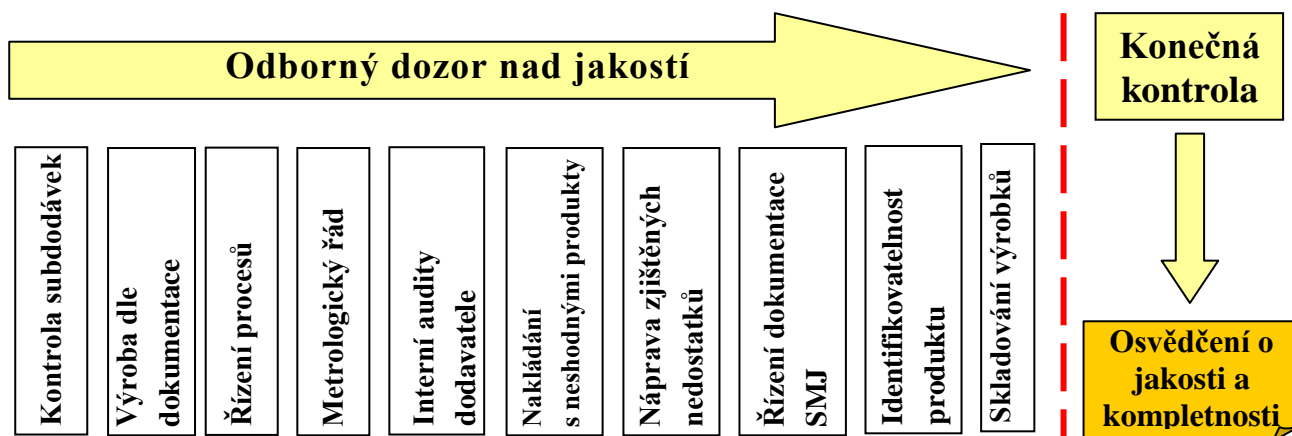 Odborný dozor nad jakostí
Konečná
kontrola
Kontrola subdodávek
Výroba dle
dokumentace
Řízení procesů
Metrologický řád
Interní audity
dodavatele
Nakládání
s neshodnými produkty
Náprava zjištěných
nedostatků
Řízení dokumentace
SMJ
Identifikovatelnost
produktu
Skladování výrobků
Osvědčení o
jakosti a
kompletnosti